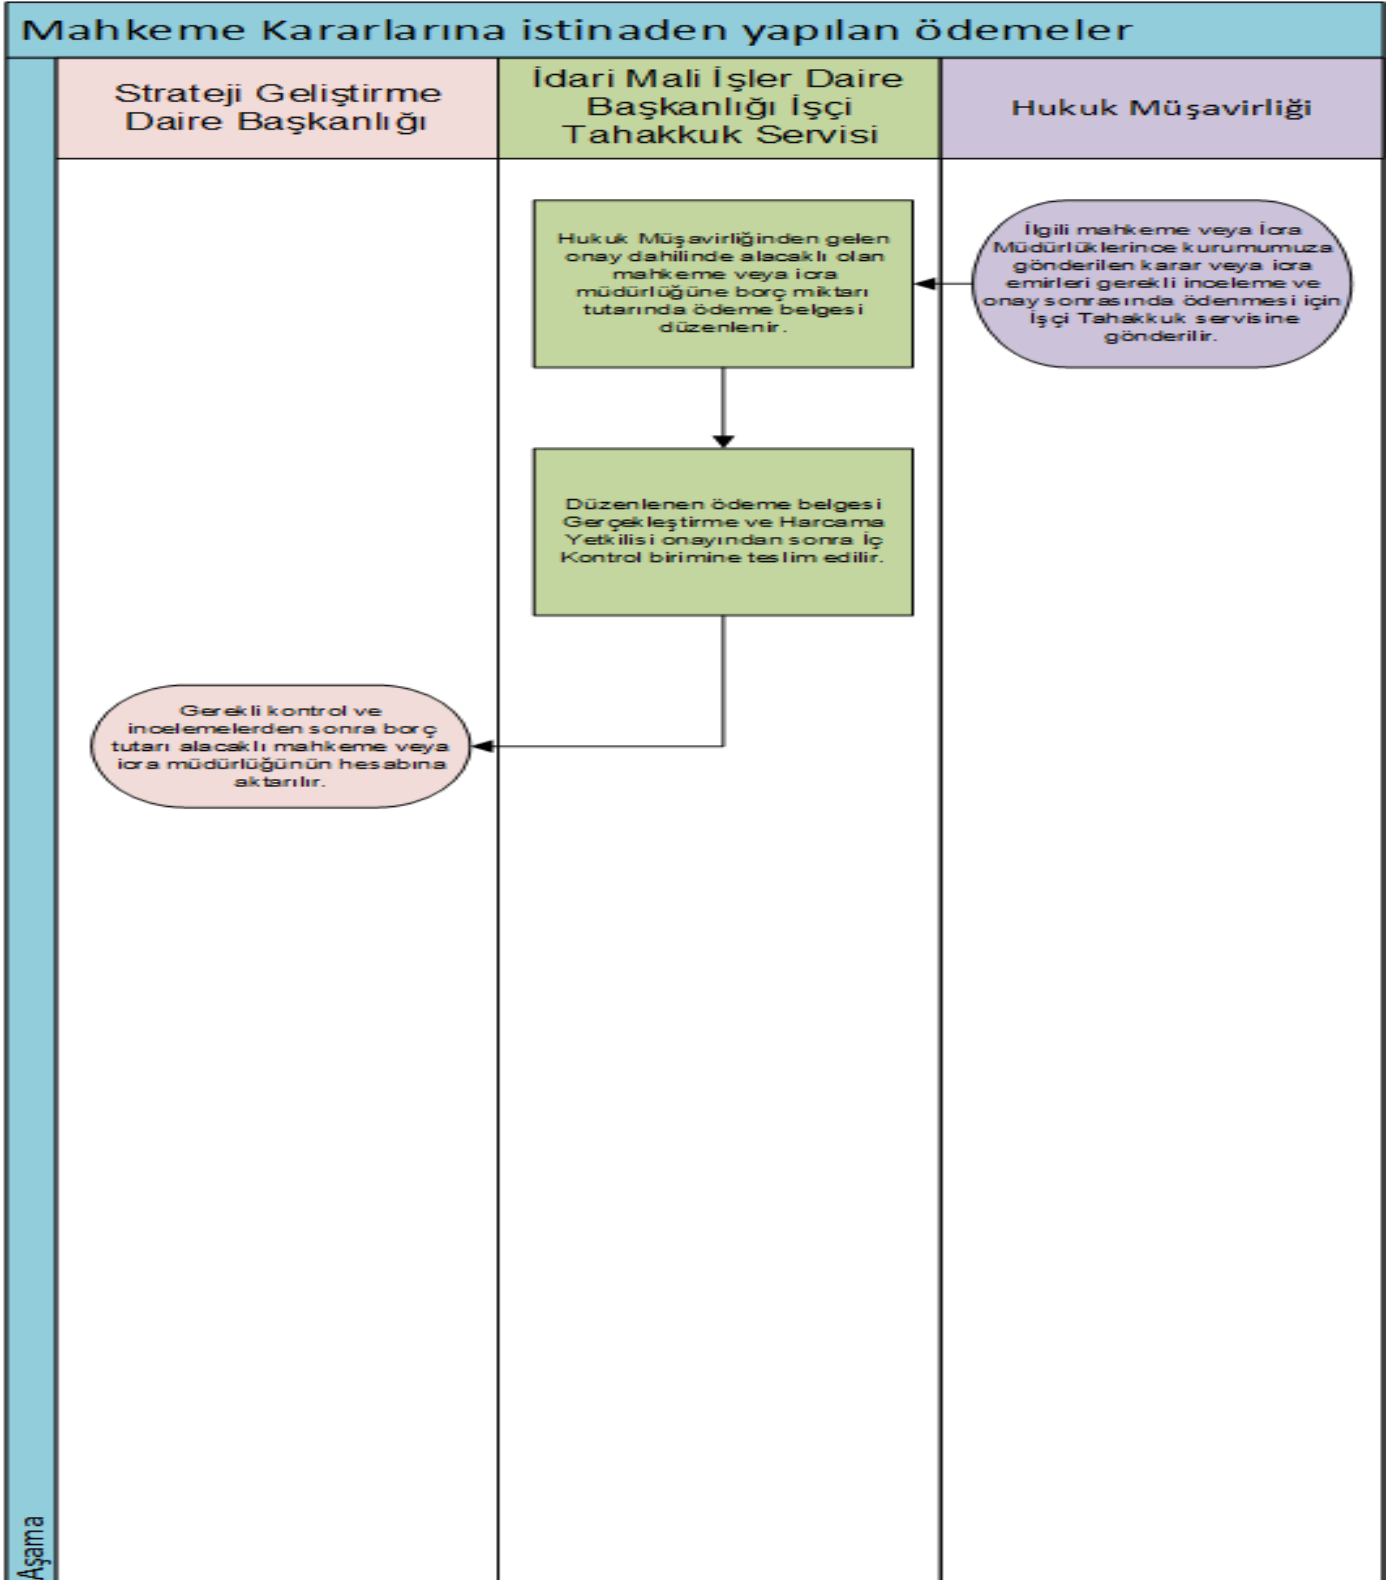 Mahkeme Kararlarına istinaden yapılan ödemeler
Strateji Geliştirme
Daire Başkanlığı
İdari Mali İşler Daire
Başkanlığı İşçi
Tahakkuk Servisi
Hukuk Müşavirliği
İlgili mahkeme veya İcra
Müdürlüklerince kurumumuza
gönderilen karar veya icra
emirleri gerekli inceleme ve
onay sonrasında ödenmesi için
İşçi Tahakkuk servisine
gönderilir.
Hukuk Müşavirliğinden gelen
onay dahilinde alacaklı olan
mahkeme veya icra
müdürlüğüne borç miktarı
tutarında ödeme belgesi
düzenlenir.
Düzenlenen ödeme belgesi
Gerçekleştirme ve Harcama
Yetkilisi onayından sonra İç
Kontrol birimine teslim edilir.
Gerekli kontrol ve
incelemelerden sonra borç
tutarı alacaklı mahkeme veya
icra müdürlüğünün hesabına
aktarılır.
Aşama